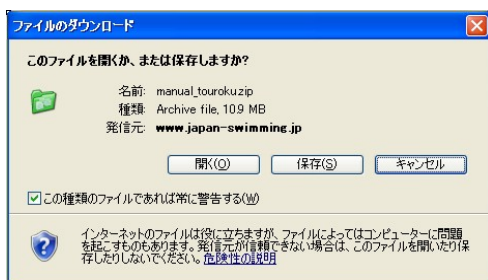 ファイルのダウンロード
このファイルを開くか、または保存しますか?
名前: manual_touroku.zip
種類: Archive file, 10.9 MB
発信元: www.japan-swimming.jp
開く(O)
保存(S)
キャンセル
この種類のファイルであれば常に警告する(W)
インターネットのファイルは役に立ちますが、ファイルによってはコンピューターに問題
を起こすものもあります。発信元が信頼できない場合は、このファイルを開いたり保
存したりしないでください。危険性の説明